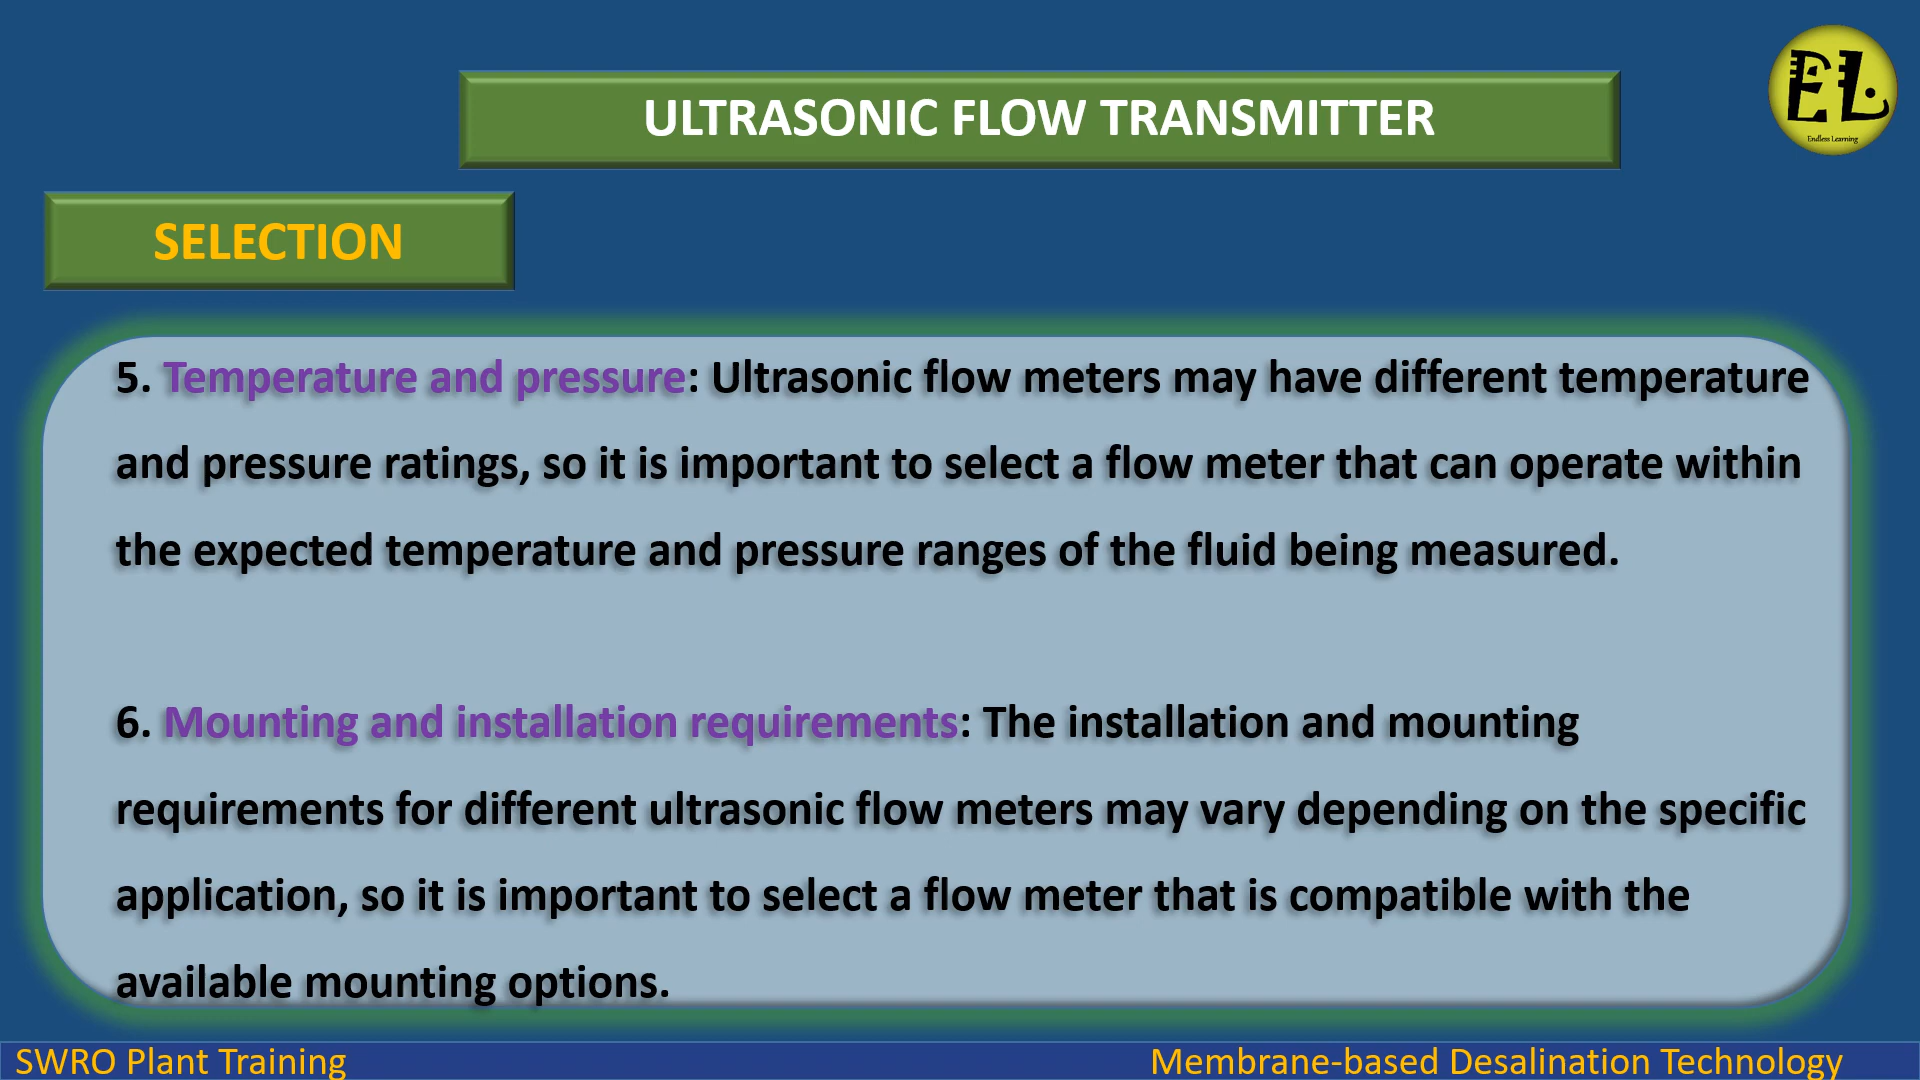 ULTRASONIC FLOW TRANSMITTER
EL.
Endless Learning
SELECTION
5. Temperature and pressure: Ultrasonic flow meters may have different temperature
and pressure ratings, so it is important to select a flow meter that can operate within
the expected temperature and pressure ranges of the fluid being measured.
6. Mounting and installation requirements: The installation and mounting
requirements for different ultrasonic flow meters may vary depending on the specific
application, so it is important to select a flow meter that is compatible with the
available mounting options.
SWRO Plant Training
Membrane-based Desalination Technology